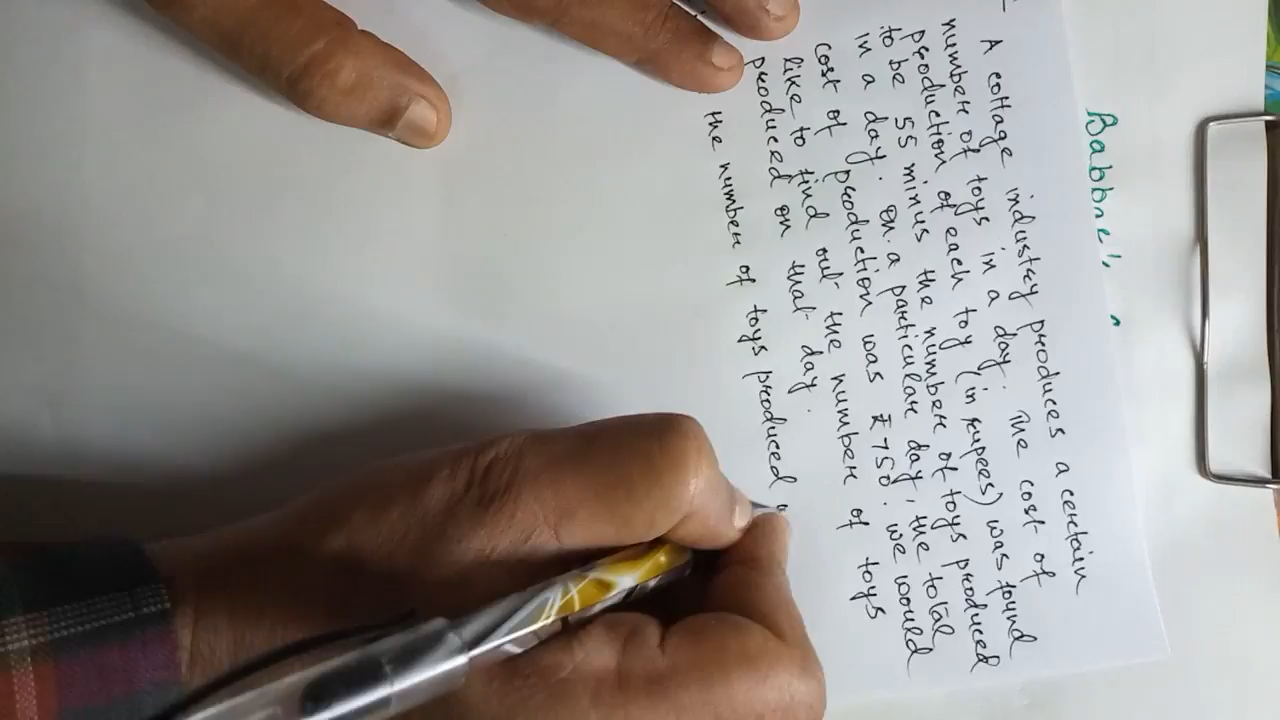 A cottage industry produces a certain
number of toys in a day. The cost of
production of each toy (in rupees) was found
to be 55 minus the number of toys produced
in a day. On a particular day, the total
cost of production was ₹ 750. we would
like to find out the number of toys
produced on that day.
the number of toys produced